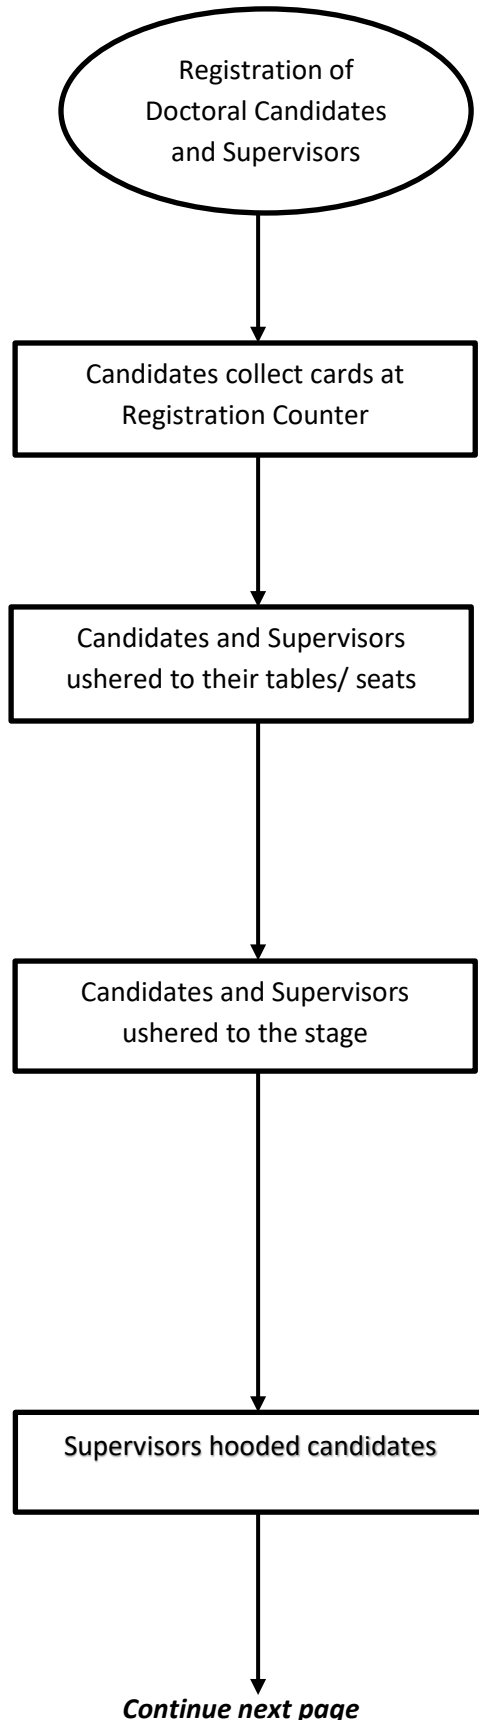 Registration of
Doctoral Candidates
and Supervisors
Candidates collect cards at
Registration Counter
Candidates and Supervisors
ushered to their tables/ seats
Candidates and Supervisors
ushered to the stage
Supervisors hooded candidates
Continue next page